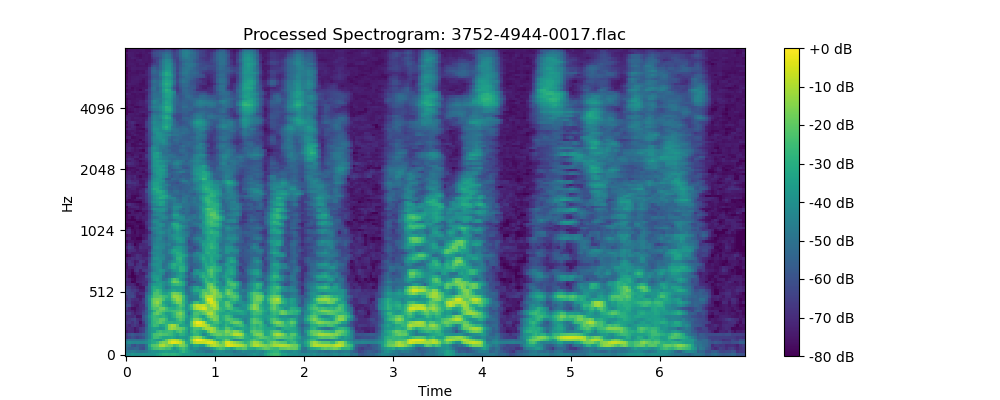 Processed Spectrogram: 3752-4944-0017.flac
Hz
4096
2048
1024
512
0
0 1 2 3 4 5 6
Time
+0 dB
-10 dB
-20 dB
-30 dB
-40 dB
-50 dB
-60 dB
-70 dB
-80 dB